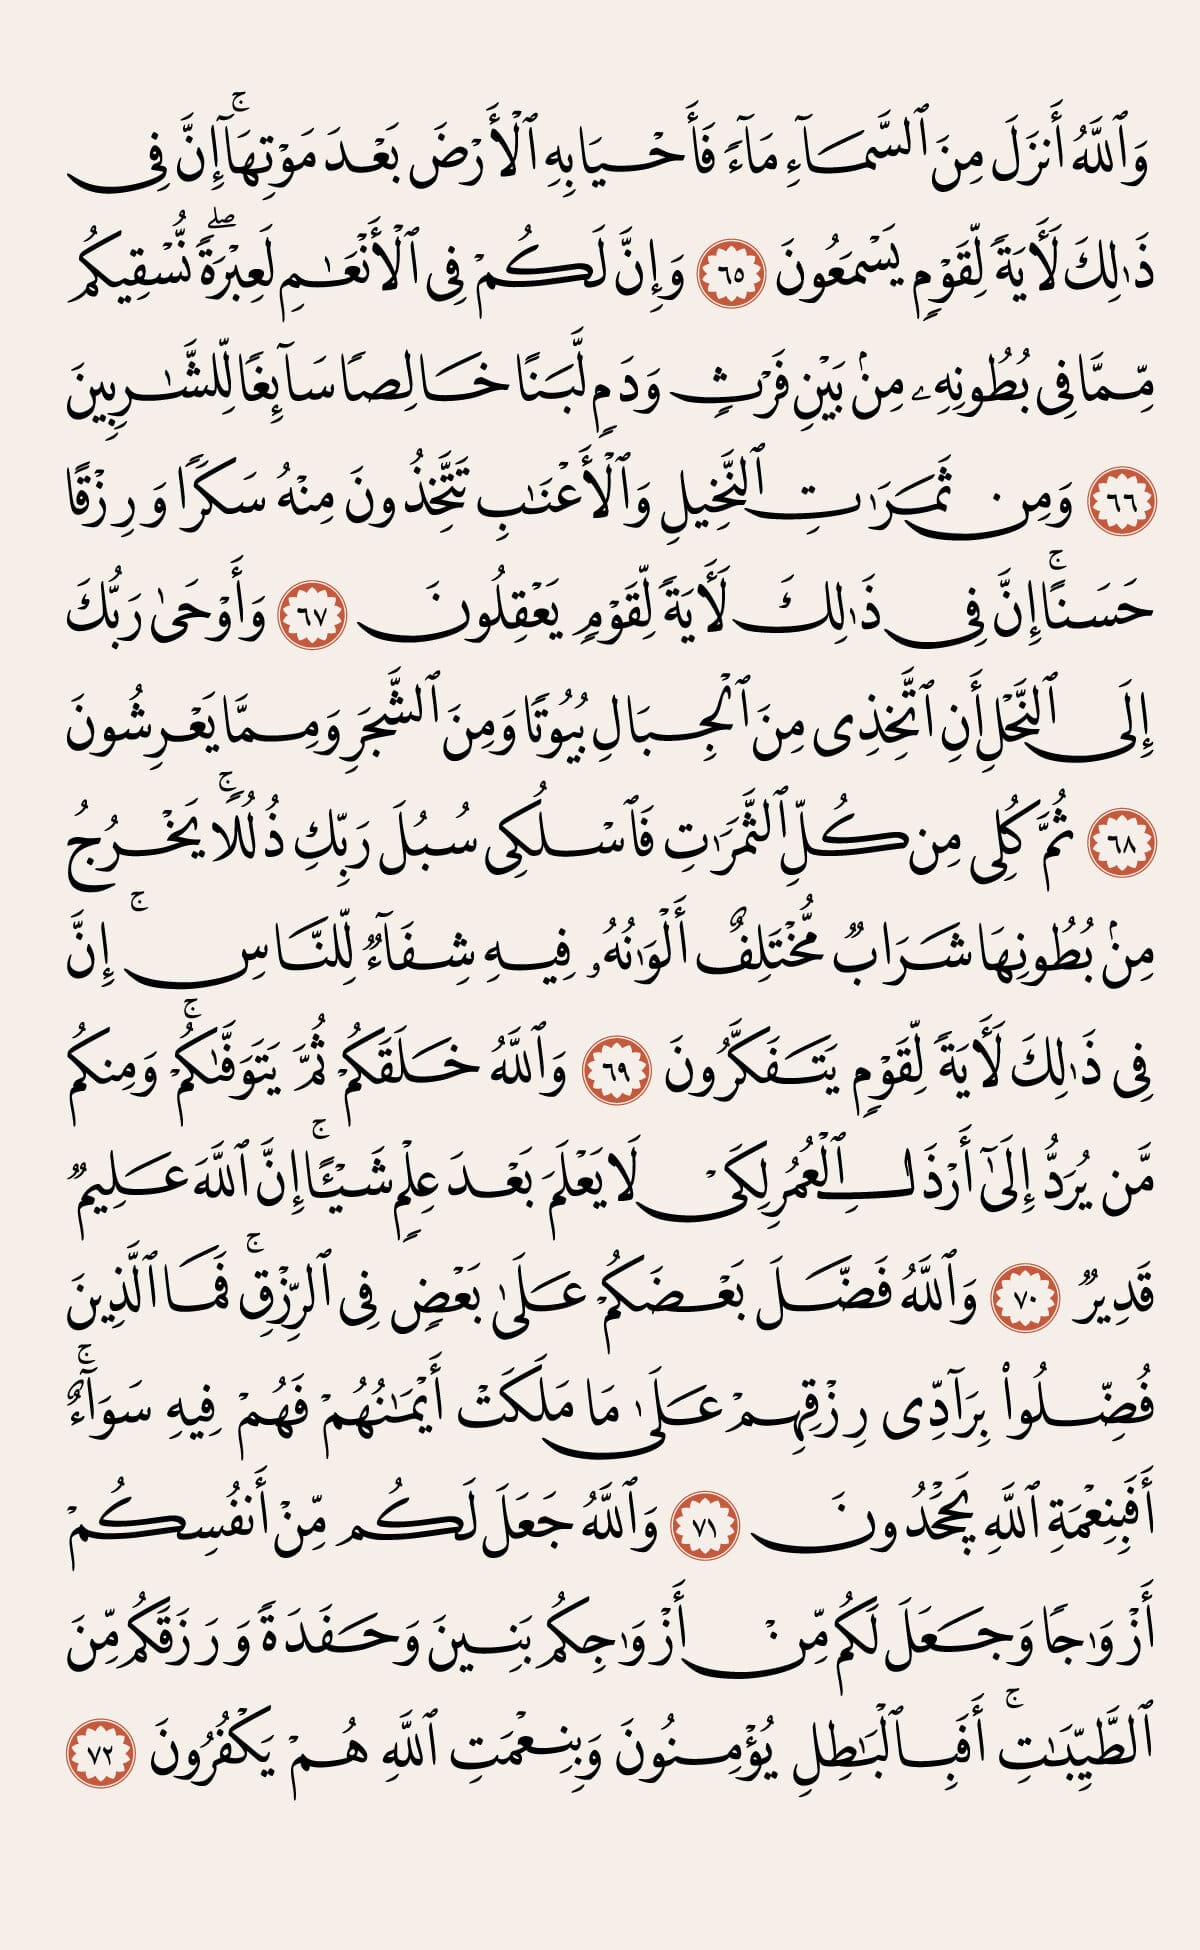 وَٱللَّهُ أَنزَلَ مِنَ ٱلسَّمَآءِ مَآءً فَأَحْيَا بِهِ ٱلْأَرْضَ بَعْدَ مَوْتِهَآ ۚ إِنَّ فِى
ذَٰلِكَ لَـَٔايَةً لِّقَوْمٍ يَسْمَعُونَ ٦٥ وَإِنَّ لَكُمْ فِى ٱلْأَنْعَـٰمِ لَعِبْرَةً ۖ نُّسْقِيكُم
مِّمَّا فِى بُطُونِهِۦ مِنۢ بَيْنِ فَرْثٍ وَدَمٍ لَّبَنًا خَالِصًا سَآئِغًا لِّلشَّـٰرِبِينَ
٦٦ وَمِن ثَمَرَٰتِ ٱلنَّخِيلِ وَٱلْأَعْنَـٰبِ تَتَّخِذُونَ مِنْهُ سَكَرًا وَرِزْقًا
حَسَنًا ۚ إِنَّ فِى ذَٰلِكَ لَـَٔايَةً لِّقَوْمٍ يَعْقِلُونَ ٦٧ وَأَوْحَىٰ رَبُّكَ
إِلَى ٱلنَّحْلِ أَنِ ٱتَّخِذِى مِنَ ٱلْجِبَالِ بُيُوتًا وَمِنَ ٱلشَّجَرِ وَمِمَّا يَعْرِشُونَ
٦٨ ثُمَّ كُلِى مِن كُلِّ ٱلثَّمَرَٰتِ فَٱسْلُكِى سُبُلَ رَبِّكِ ذُلُلًا ۚ يَخْرُجُ
مِنۢ بُطُونِهَا شَرَابٌ مُّخْتَلِفٌ أَلْوَٰنُهُۥ فِيهِ شِفَآءٌ لِّلنَّاسِ ۚ إِنَّ
فِى ذَٰلِكَ لَـَٔايَةً لِّقَوْمٍ يَتَفَكَّرُونَ ٦٩ وَٱللَّهُ خَلَقَكُمْ ثُمَّ يَتَوَفَّىٰكُمْ ۚ وَمِنكُم
مَّن يُرَدُّ إِلَىٰٓ أَرْذَلِ ٱلْعُمُرِ لِكَىْ لَا يَعْلَمَ بَعْدَ عِلْمٍ شَيْـًٔا ۚ إِنَّ ٱللَّهَ عَلِيمٌ
قَدِيرٌ ٧٠ وَٱللَّهُ فَضَّلَ بَعْضَكُمْ عَلَىٰ بَعْضٍ فِى ٱلرِّزْقِ ۚ فَمَا ٱلَّذِينَ
فُضِّلُوا۟ بِرَآدِّى رِزْقِهِمْ عَلَىٰ مَا مَلَكَتْ أَيْمَـٰنُهُمْ فَهُمْ فِيهِ سَوَآءٌ ۚ
أَفَبِنِعْمَةِ ٱللَّهِ يَجْحَدُونَ ٧١ وَٱللَّهُ جَعَلَ لَكُم مِّنْ أَنفُسِكُمْ
أَزْوَٰجًا وَجَعَلَ لَكُم مِّنْ أَزْوَٰجِكُم بَنِينَ وَحَفَدَةً وَرَزَقَكُم مِّنَ
ٱلطَّيِّبَـٰتِ ۚ أَفَبِٱلْبَـٰطِلِ يُؤْمِنُونَ وَبِنِعْمَتِ ٱللَّهِ هُمْ يَكْفُرُونَ ٧٢